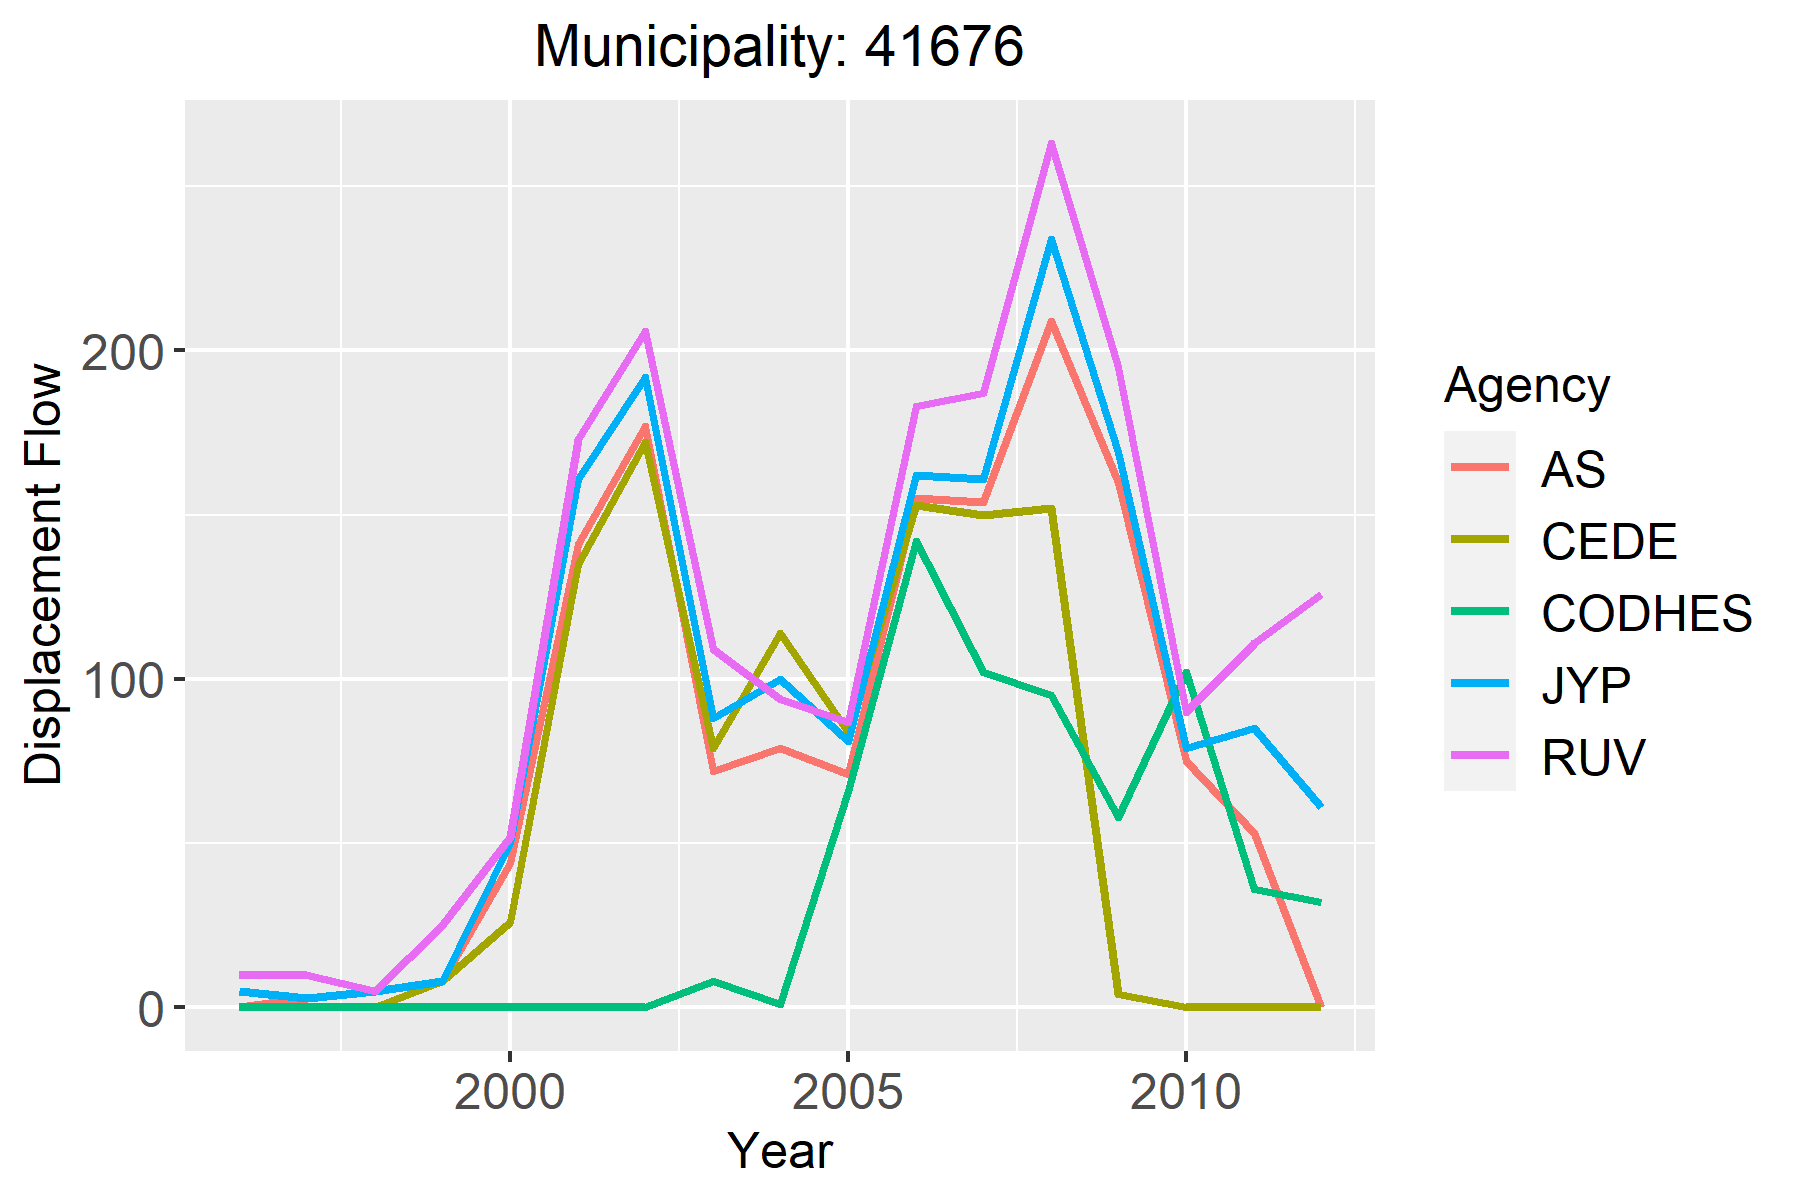 Municipality: 41676
Displacement Flow
200
100
0
2000 2005 2010
Year
Agency
AS
CEDE
CODHES
JYP
RUV